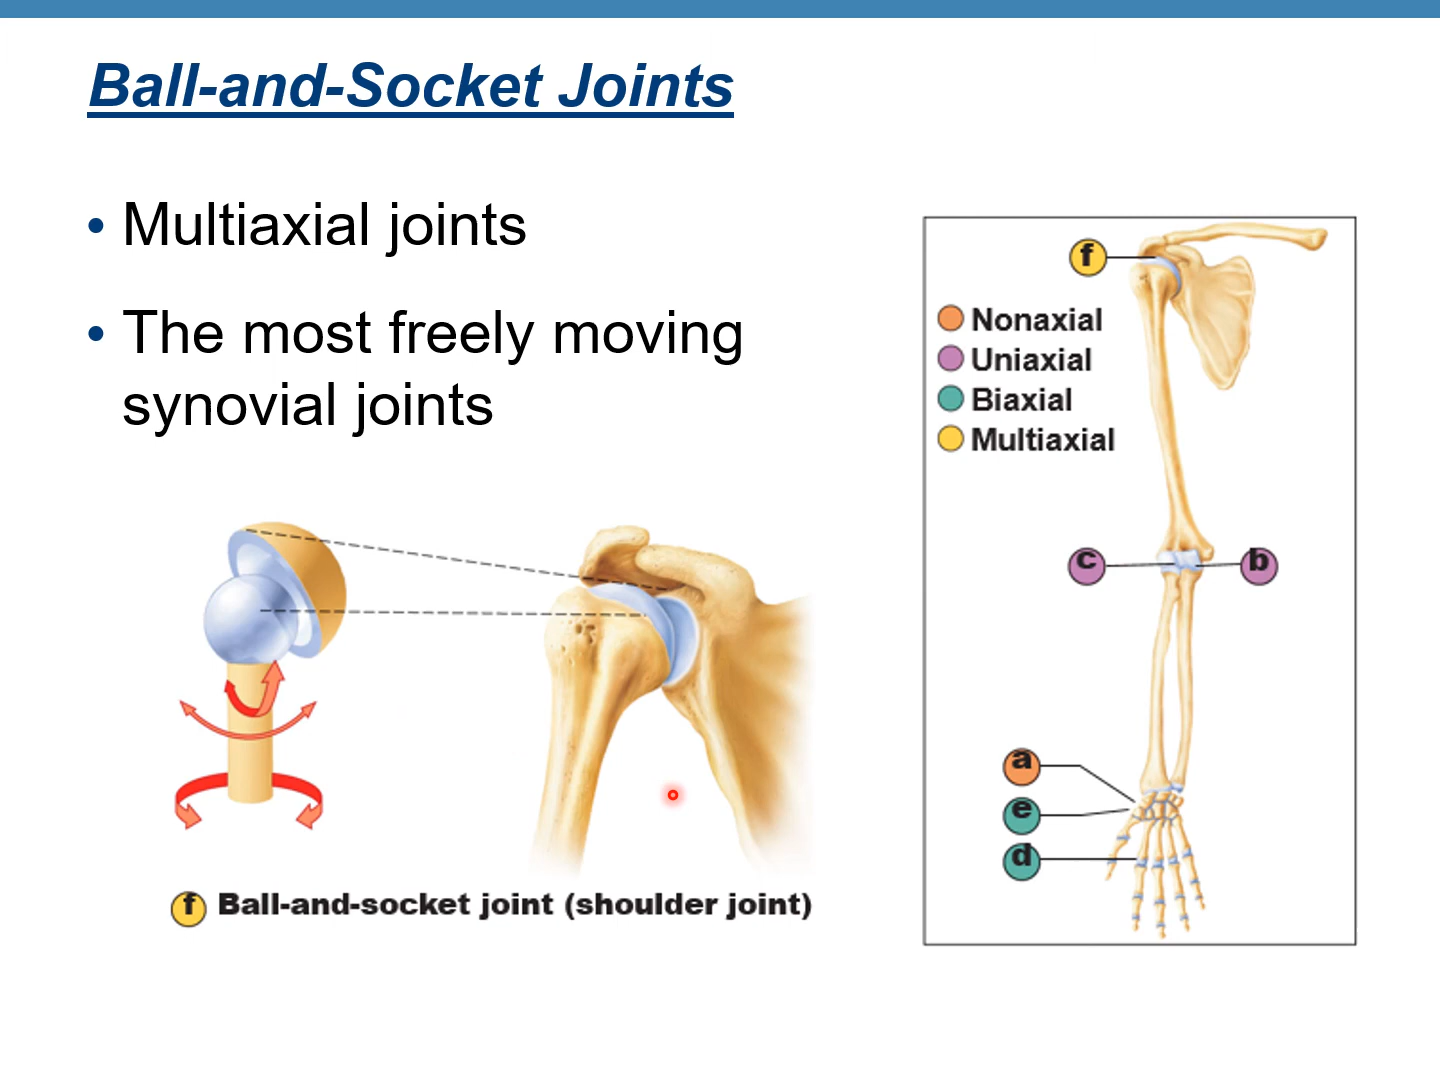 Ball-and-Socket Joints
• Multiaxial joints
• The most freely moving
synovial joints
f Ball-and-socket joint (shoulder joint)
f
Nonaxial
Uniaxial
Biaxial
Multiaxial
c
b
a
e
d